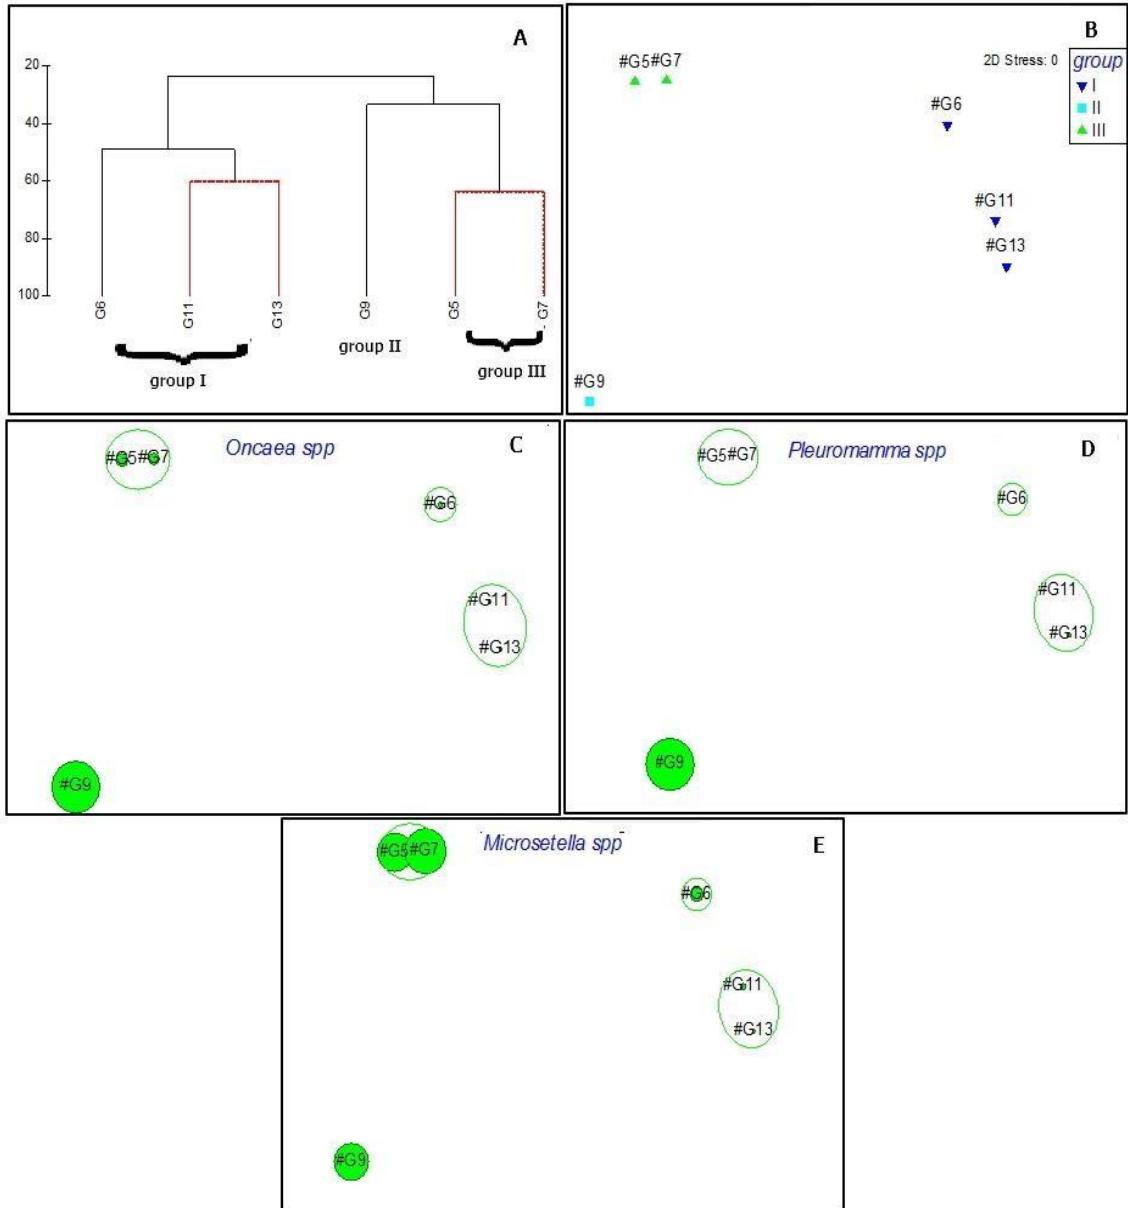 A
20
40
60
80
100
G6
G11
G13
G9
G5
G7
group I
group II
group III
B
2D Stress: 0
group
I
II
III
#G5 #G7
#G6
#G11
#G13
#G9
Oncaea spp
C
#G5 #G7
#G6
#G11
#G13
#G9
Pleuromamma spp
D
#G5 #G7
#G6
#G11
#G13
#G9
Microsetella spp
E
#G5 #G7
#G6
#G11
#G13
#G9